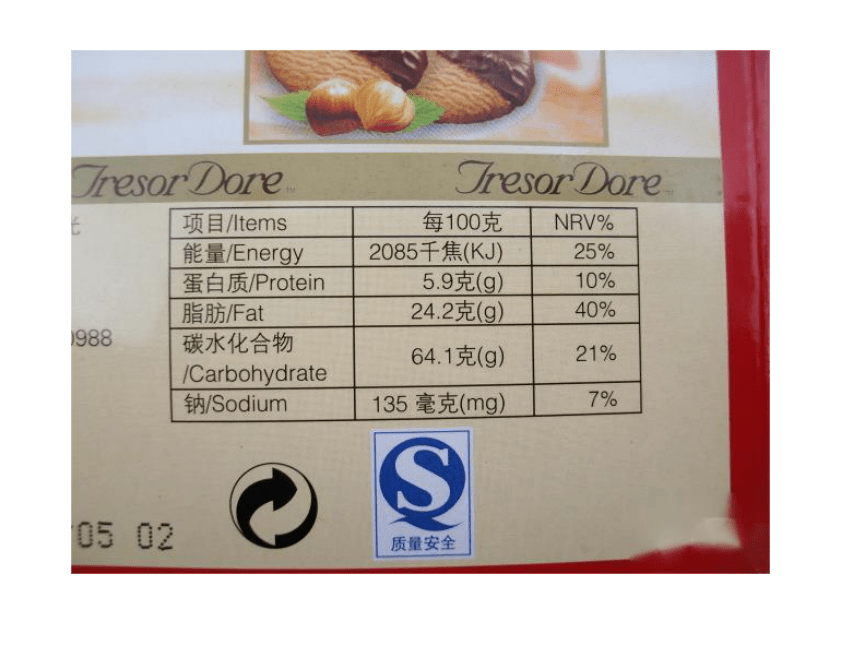 Tresor Dore™ Tresor Dore™
项目/Items 每100克 NRV%
能量/Energy 2085千焦(KJ) 25%
蛋白质/Protein 5.9克(g) 10%
脂肪/Fat 24.2克(g) 40%
0988
碳水化合物
/Carbohydrate 64.1克(g) 21%
钠/Sodium 135 毫克(mg) 7%
S
05 02
质量安全